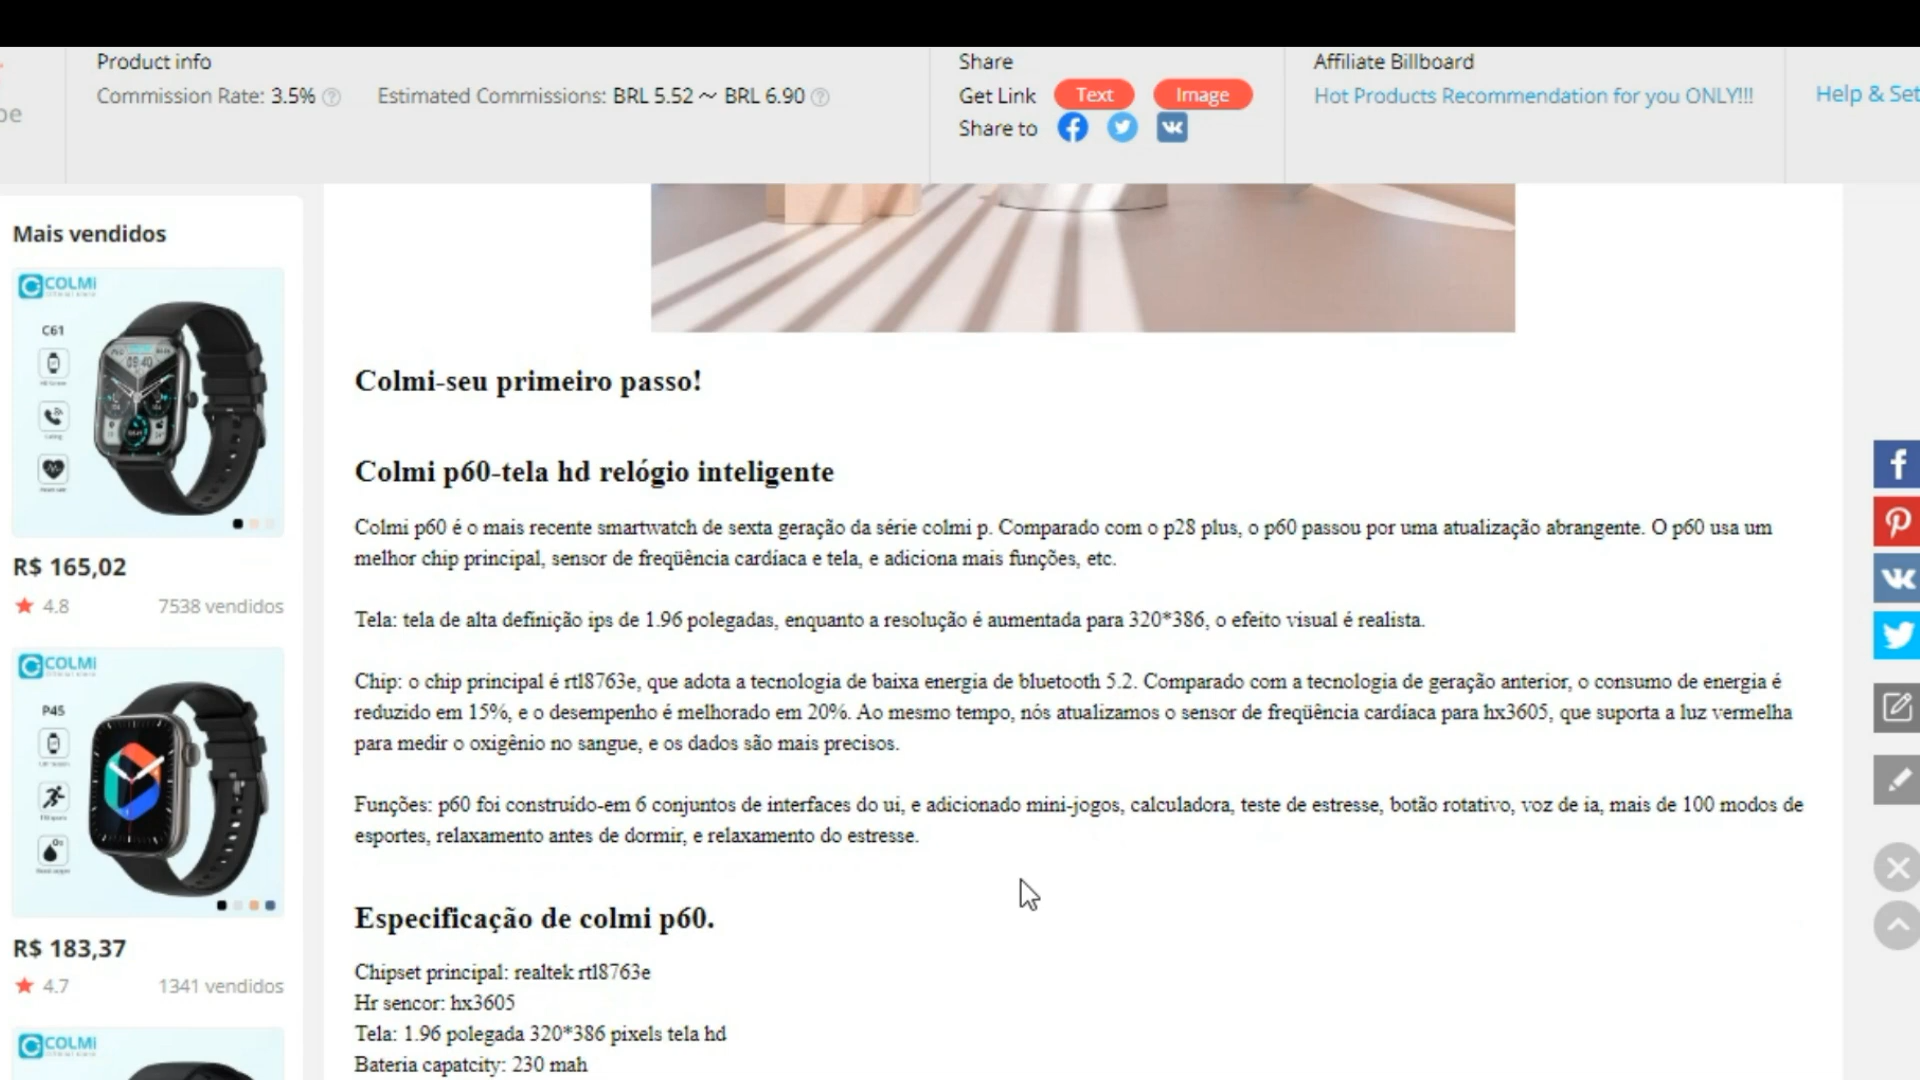 Product info
Commission Rate: 3.5%
Estimated Commissions: BRL 5.52 ~ BRL 6.90
Share
Get Link Text Image
Share to
Affiliate Billboard
Hot Products Recommendation for you ONLY!!!
Help & Set
pe
Mais vendidos
COLMi
C61
09:40
R$ 165,02
4.8 7538 vendidos
COLMi
P45
R$ 183,37
4.7 1341 vendidos
COLMi
Colmi-seu primeiro passo!
Colmi p60-tela hd relógio inteligente
Colmi p60 é o mais recente smartwatch de sexta geração da série colmi p. Comparado com o p28 plus, o p60 passou por uma atualização abrangente. O p60 usa um
melhor chip principal, sensor de freqüência cardíaca e tela, e adiciona mais funções, etc.
Tela: tela de alta definição ips de 1.96 polegadas, enquanto a resolução é aumentada para 320*386, o efeito visual é realista.
Chip: o chip principal é rtl8763e, que adota a tecnologia de baixa energia de bluetooth 5.2. Comparado com a tecnologia de geração anterior, o consumo de energia é
reduzido em 15%, e o desempenho é melhorado em 20%. Ao mesmo tempo, nós atualizamos o sensor de freqüência cardíaca para hx3605, que suporta a luz vermelha
para medir o oxigênio no sangue, e os dados são mais precisos.
Funções: p60 foi construído-em 6 conjuntos de interfaces do ui, e adicionado mini-jogos, calculadora, teste de estresse, botão rotativo, voz de ia, mais de 100 modos de
esportes, relaxamento antes de dormir, e relaxamento do estresse.
Especificação de colmi p60.
Chipset principal: realtek rtl8763e
Hr sencor: hx3605
Tela: 1.96 polegada 320*386 pixels tela hd
Bateria capatcity: 230 mah